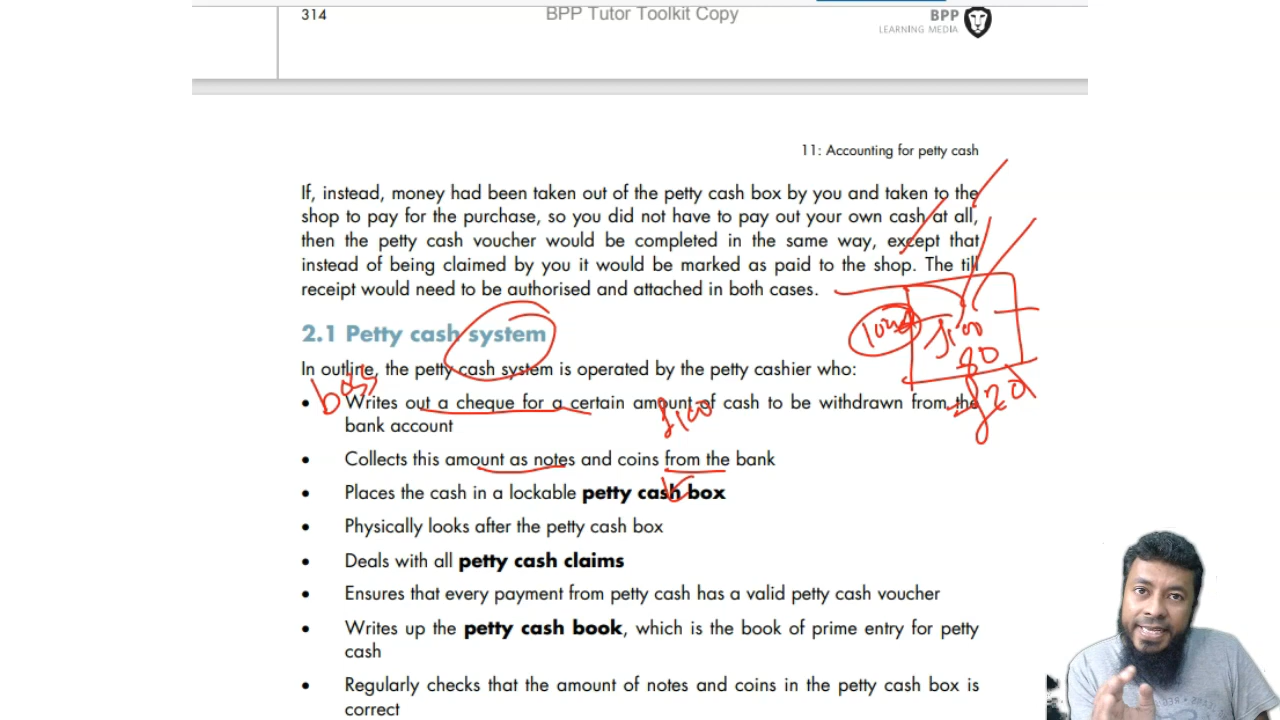 314
BPP Tutor Toolkit Copy
BPP
LEARNING MEDIA
11: Accounting for petty cash
If, instead, money had been taken out of the petty cash box by you and taken to the
shop to pay for the purchase, so you did not have to pay out your own cash at all,
then the petty cash voucher would be completed in the same way, except that
instead of being claimed by you it would be marked as paid to the shop. The till
receipt would need to be authorised and attached in both cases.
2.1 Petty cash system
In outline, the petty cash system is operated by the petty cashier who:
boss
• Writes out a cheque for a certain amount of cash to be withdrawn from the
bank account
£100
80
£20
£100
• Collects this amount as notes and coins from the bank
• Places the cash in a lockable petty cash box
• Physically looks after the petty cash box
• Deals with all petty cash claims
• Ensures that every payment from petty cash has a valid petty cash voucher
• Writes up the petty cash book, which is the book of prime entry for petty
cash
• Regularly checks that the amount of notes and coins in the petty cash box is
correct